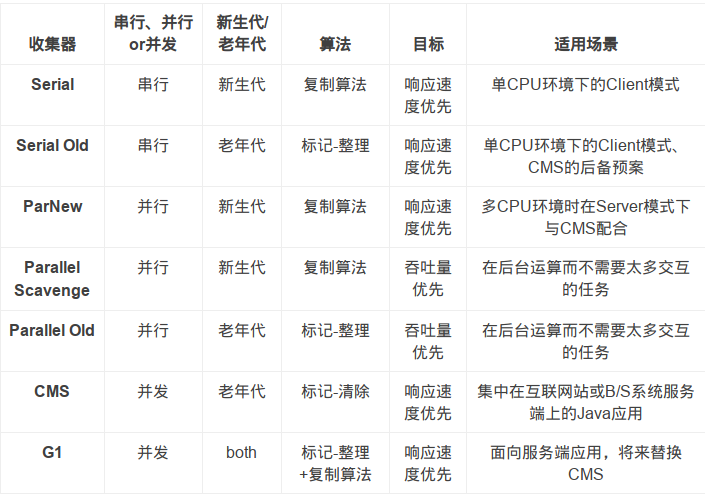 收集器 串行、并行or并发 新生代/老年代 算法 目标 适用场景
Serial 串行 新生代 复制算法 响应速度优先 单CPU环境下的Client模式
Serial Old 串行 老年代 标记-整理 响应速度优先 单CPU环境下的Client模式、CMS的后备预案
ParNew 并行 新生代 复制算法 响应速度优先 多CPU环境时在Server模式下与CMS配合
Parallel Scavenge 并行 新生代 复制算法 吞吐量优先 在后台运算而不需要太多交互的任务
Parallel Old 并行 老年代 标记-整理 吞吐量优先 在后台运算而不需要太多交互的任务
CMS 并发 老年代 标记-清除 响应速度优先 集中在互联网站或B/S系统服务端上的Java应用
G1 并发 both 标记-整理+复制算法 响应速度优先 面向服务端应用，将来替换CMS